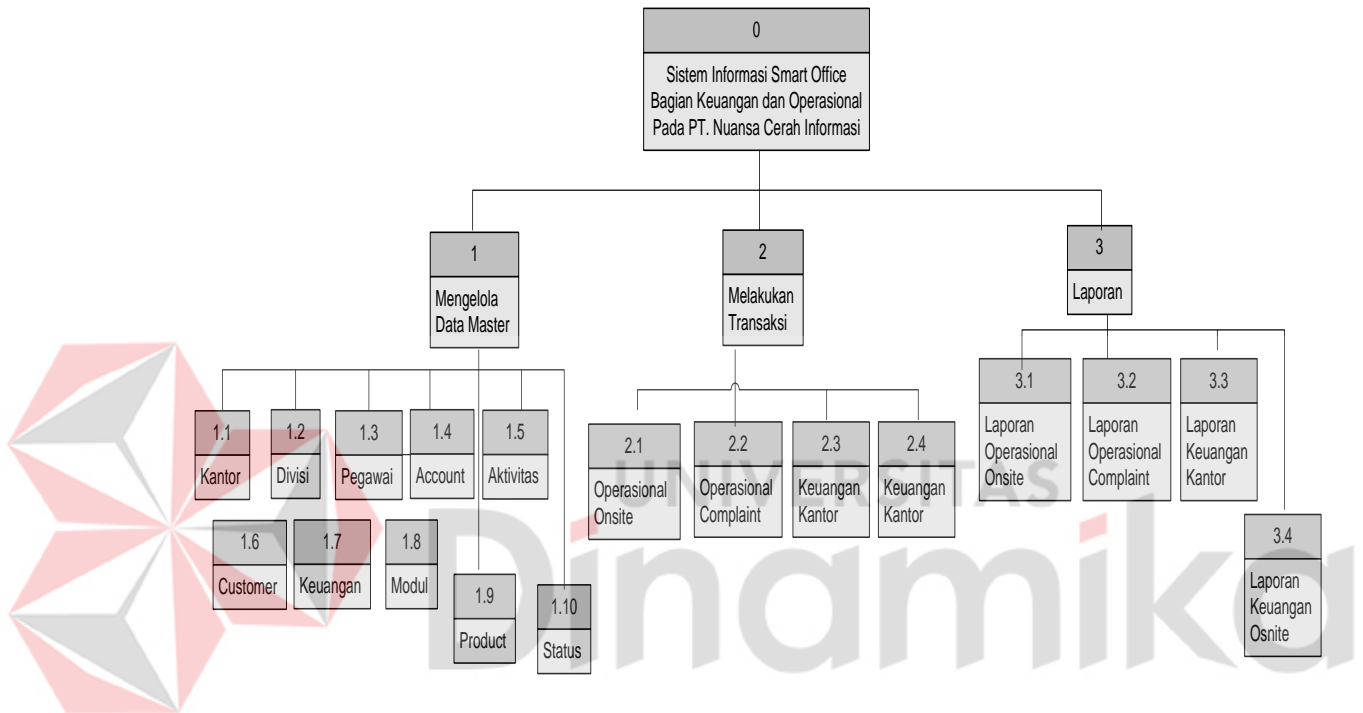 0
Sistem Informasi Smart Office
Bagian Keuangan dan Operasional
Pada PT. Nuansa Cerah Informasi
1
Mengelola
Data Master
2
Melakukan
Transaksi
3
Laporan
1.1
Kantor
1.2
Divisi
1.3
Pegawai
1.4
Account
1.5
Aktivitas
1.6
Customer
1.7
Keuangan
1.8
Modul
1.9
Product
1.10
Status
2.1
Operasional
Onsite
2.2
Operasional
Complaint
2.3
Keuangan
Kantor
2.4
Keuangan
Kantor
3.1
Laporan
Operasional
Onsite
3.2
Laporan
Operasional
Complaint
3.3
Laporan
Keuangan
Kantor
3.4
Laporan
Keuangan
Osnite
UNIVERSITAS
Dinamika